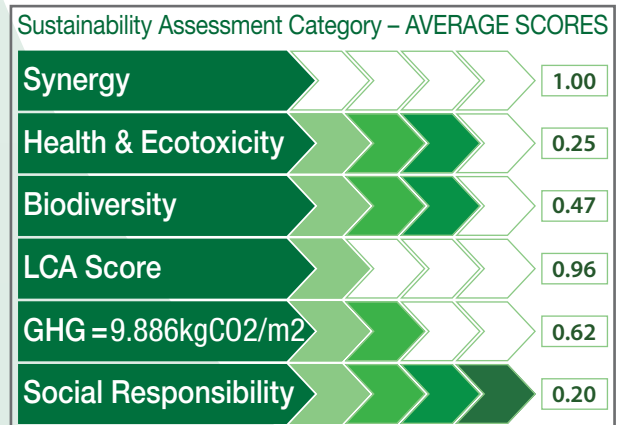 Sustainability Assessment Category – AVERAGE SCORES
Synergy 1.00
Health & Ecotoxicity 0.25
Biodiversity 0.47
LCA Score 0.96
GHG =9.886kgCO2/m2 0.62
Social Responsibility 0.20